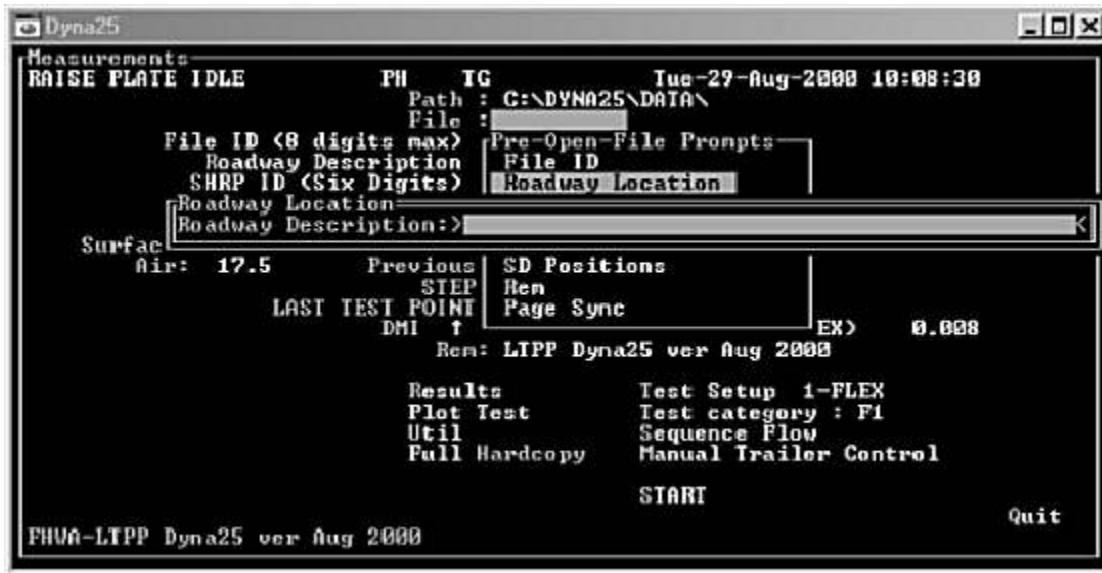 Dyna25
Measurements
RAISE PLATE IDLE PH TG Tue-29-Aug-2000 10:08:30
Path : C:\DYNA25\DATA\
File :
File ID (8 digits max) Pre-Open-File Prompts
Roadway Description File ID
SHRP ID (Six Digits) Roadway Location
Roadway Location
Roadway Description:> <
Surfac
Air: 17.5 Previous SD Positions
STEP Rem
LAST TEST POINT Page Sync
DMI ↑ EX) 0.008
Rem: LTPP Dyna25 ver Aug 2000
Results Test Setup 1-FLEX
Plot Test Test category : F1
Util Sequence Flow
Full Hardcopy Manual Trailer Control
START
Quit
FHWA-LTPP Dyna25 ver Aug 2000